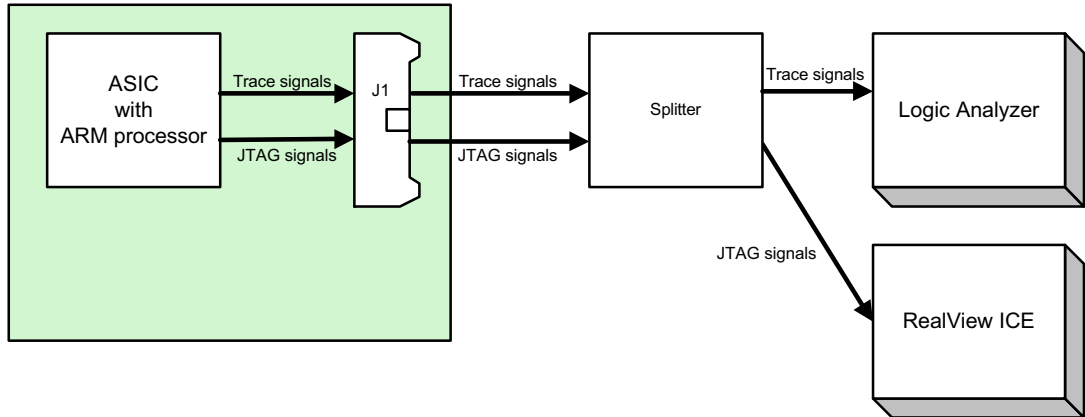 ASIC
with
ARM processor
Trace signals
JTAG signals
J1
Trace signals
JTAG signals
Splitter
Trace signals
JTAG signals
Logic Analyzer
RealView ICE